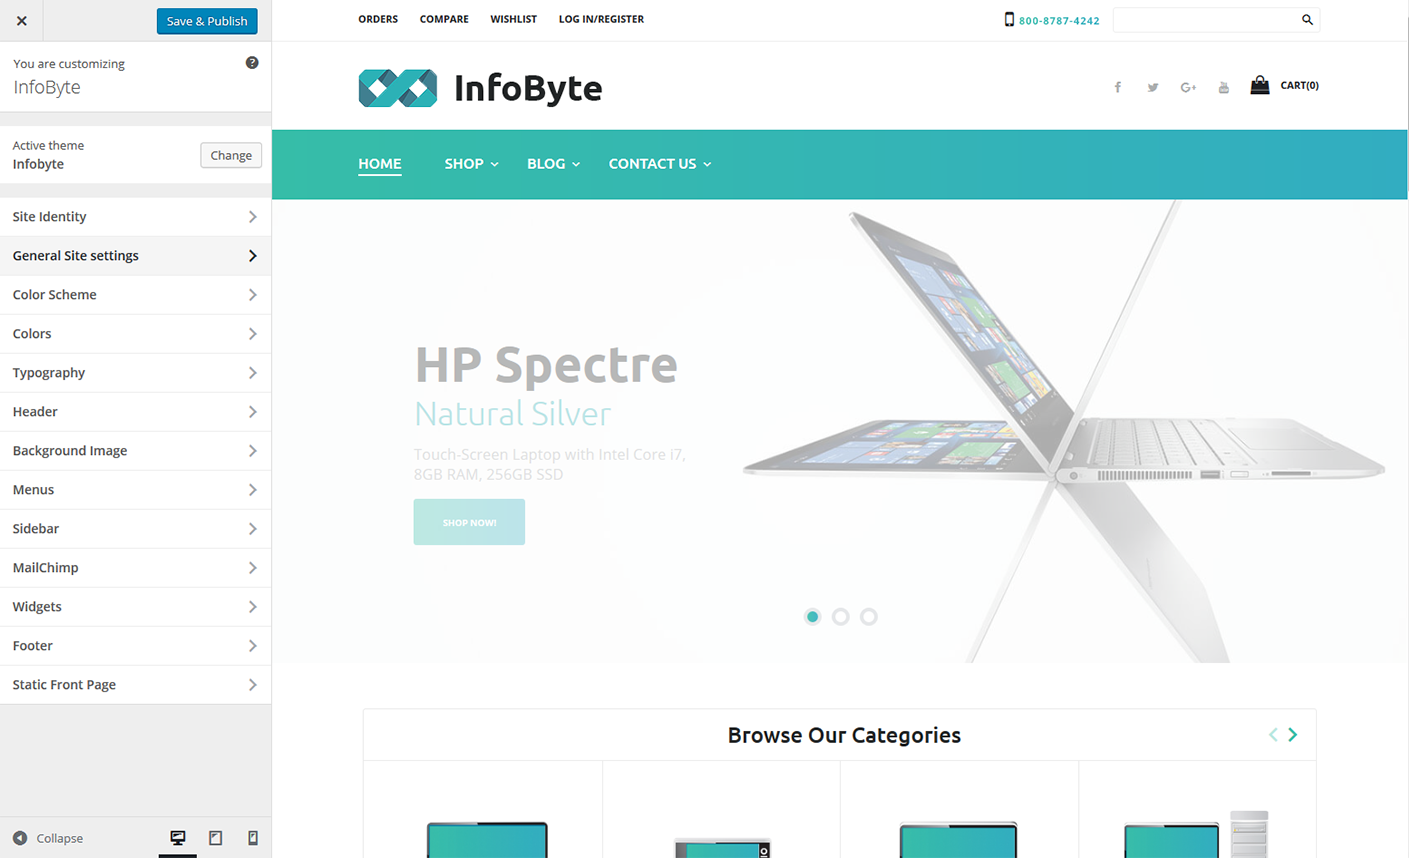 Save & Publish
You are customizing
InfoByte
Active theme
Infobyte
Change
Site Identity
General Site settings
Color Scheme
Colors
Typography
Header
Background Image
Menus
Sidebar
MailChimp
Widgets
Footer
Static Front Page
Collapse
ORDERS COMPARE WISHLIST LOG IN/REGISTER 800-8787-4242
InfoByte
CART(0)
HOME SHOP BLOG CONTACT US
HP Spectre
Natural Silver
Touch-Screen Laptop with Intel Core i7,
8GB RAM, 256GB SSD
SHOP NOW!
Browse Our Categories